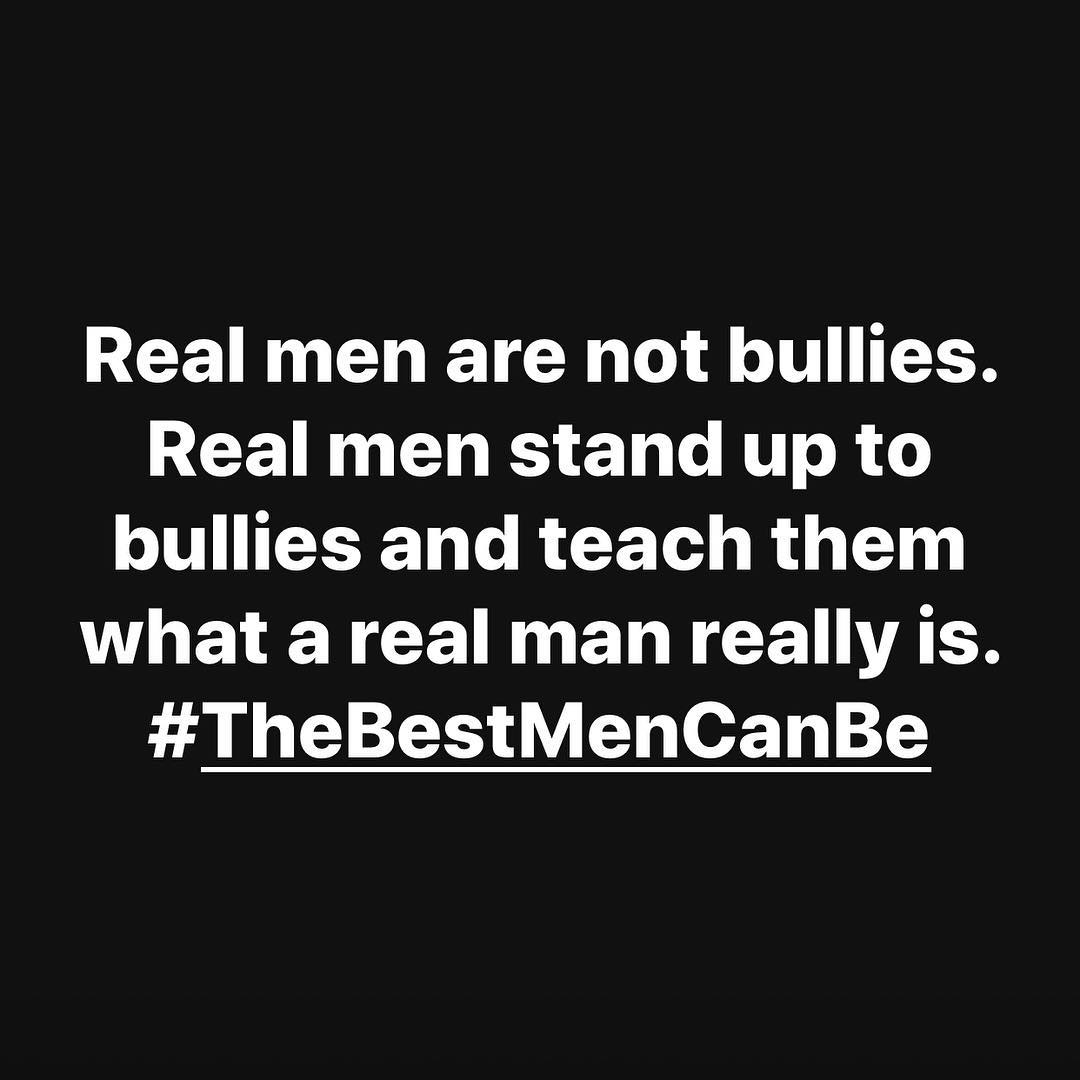 Real men are not bullies.
Real men stand up to
bullies and teach them
what a real man really is.
#TheBestMenCanBe